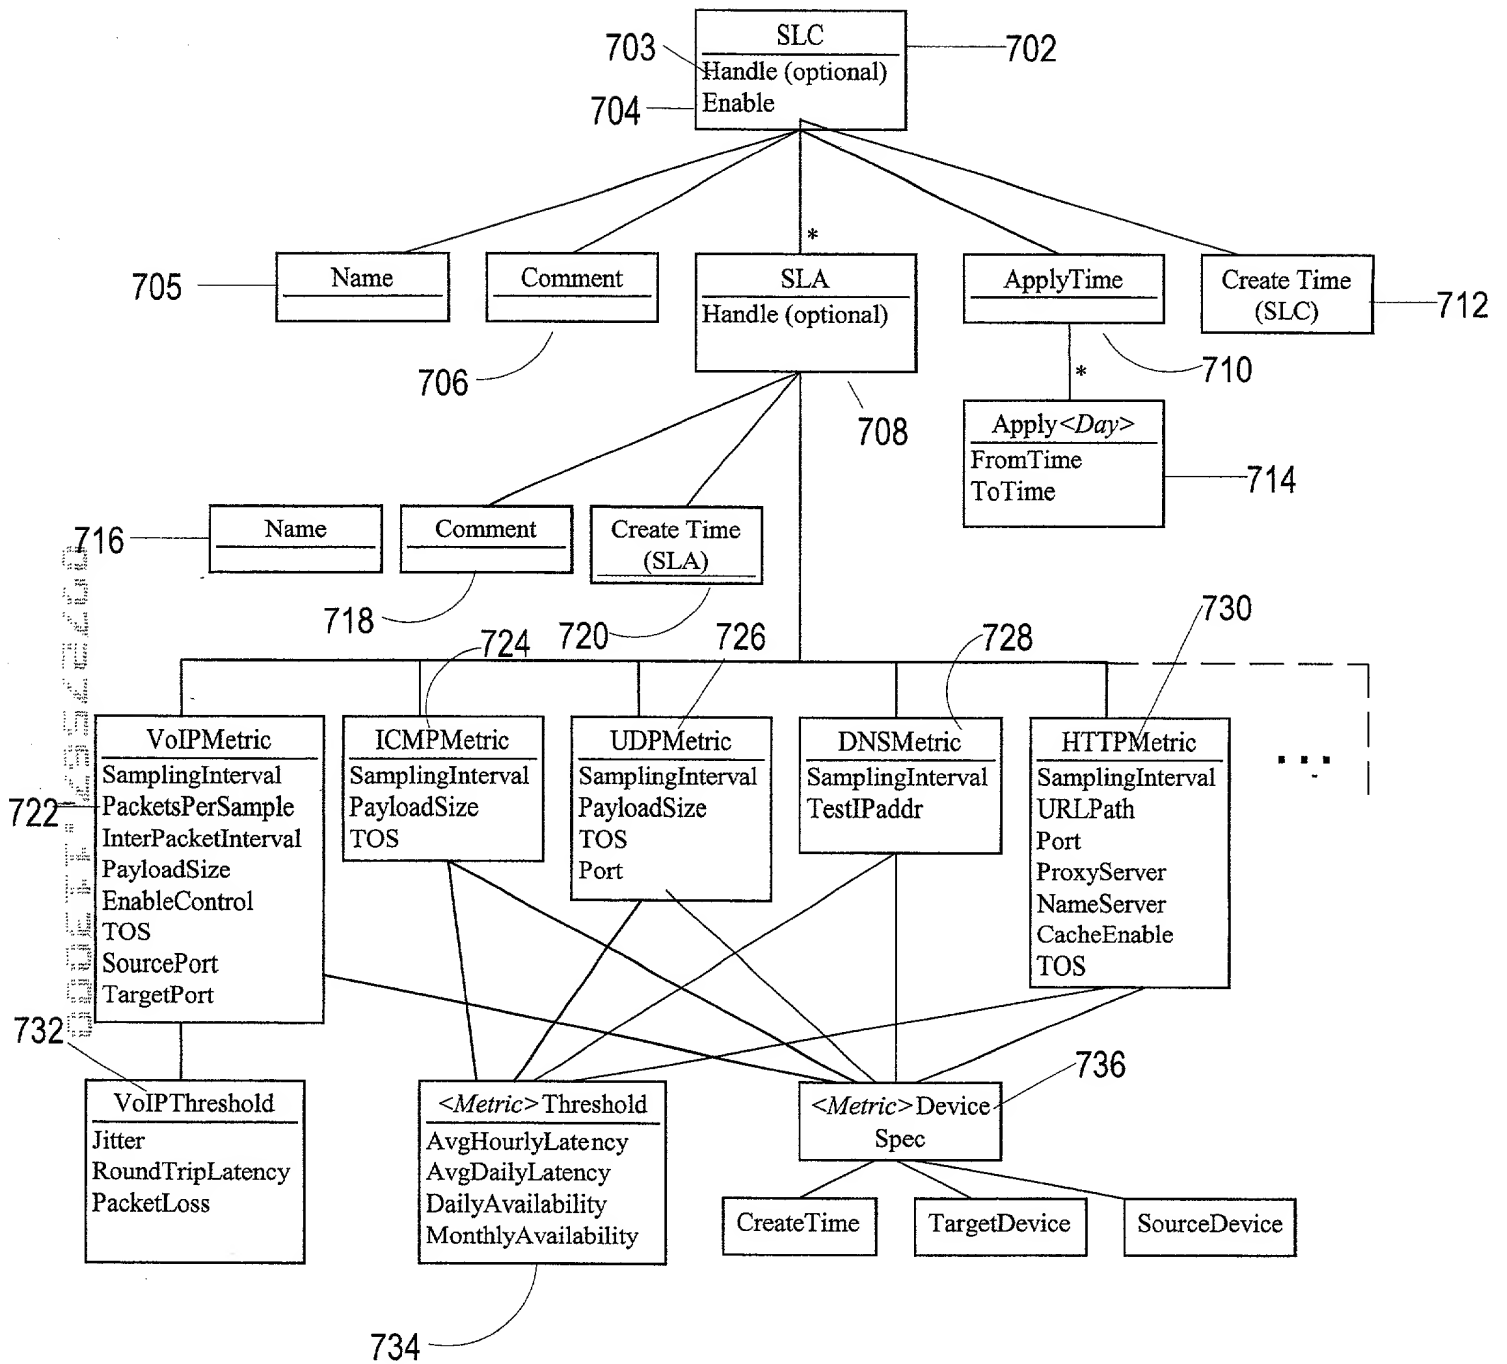 SLC
703
702
Handle (optional)
704
Enable
*
Name
Comment
SLA
ApplyTime
Create Time
(SLC)
705
Handle (optional)
712
706
710
*
708
Apply<Day>
FromTime
ToTime
714
716
Name
Comment
Create Time
(SLA)
718
720
724
726
728
730
VoIPMetric
SamplingInterval
PacketsPerSample
InterPacketInterval
PayloadSize
EnableControl
TOS
SourcePort
TargetPort
722
ICMPMetric
SamplingInterval
PayloadSize
TOS
UDPMetric
SamplingInterval
PayloadSize
TOS
Port
DNSMetric
SamplingInterval
TestIPaddr
HTTPMetric
SamplingInterval
URLPath
Port
ProxyServer
NameServer
CacheEnable
TOS
...
732
VoIPThreshold
Jitter
RoundTripLatency
PacketLoss
<Metric>Threshold
AvgHourlyLatency
AvgDailyLatency
DailyAvailability
MonthlyAvailability
734
<Metric>Device
Spec
736
CreateTime
TargetDevice
SourceDevice